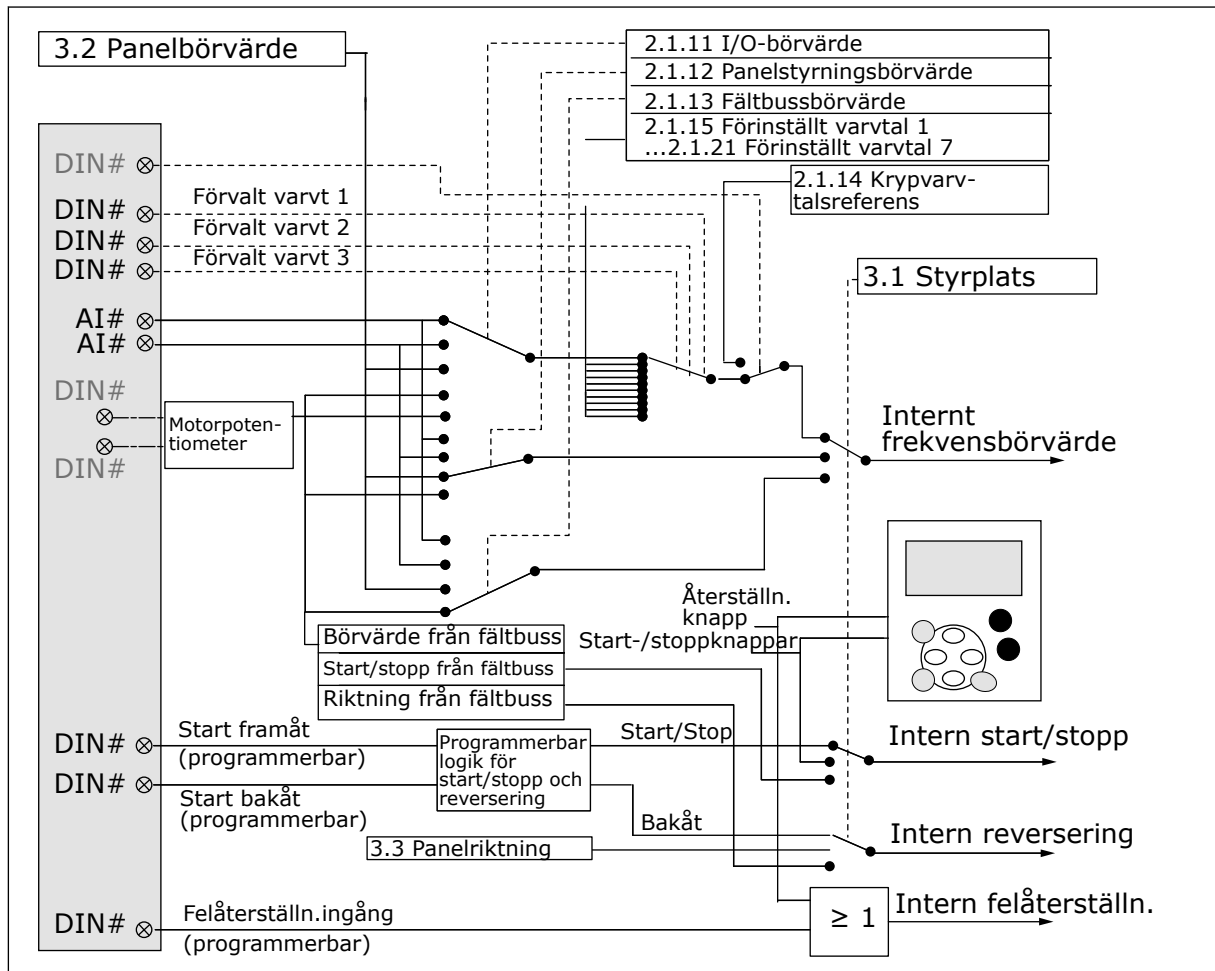 3.2 Panelbörvärde
2.1.11 I/O-börvärde
2.1.12 Panelstyrningsbörvärde
2.1.13 Fältbussbörvärde
2.1.15 Förinställt varvtal 1
...2.1.21 Förinställt varvtal 7
2.1.14 Krypvarv-
talsreferens
3.1 Styrplats
DIN#
DIN#
Förvalt varvt 1
DIN#
Förvalt varvt 2
DIN#
Förvalt varvt 3
AI#
AI#
DIN#
Motorpoten-
tiometer
DIN#
Internt
frekvensbörvärde
Återställn.
knapp
Start-/stoppknappar
Börvärde från fältbuss
Start/stopp från fältbuss
Riktning från fältbuss
DIN#
Start framåt
(programmerbar)
DIN#
Start bakåt
(programmerbar)
Programmerbar
logik för
start/stopp och
reversering
Start/Stop
Intern start/stopp
Bakåt
3.3 Panelriktning
Intern reversering
DIN#
Felåterställn.ingång
(programmerbar)
≥ 1
Intern felåterställn.